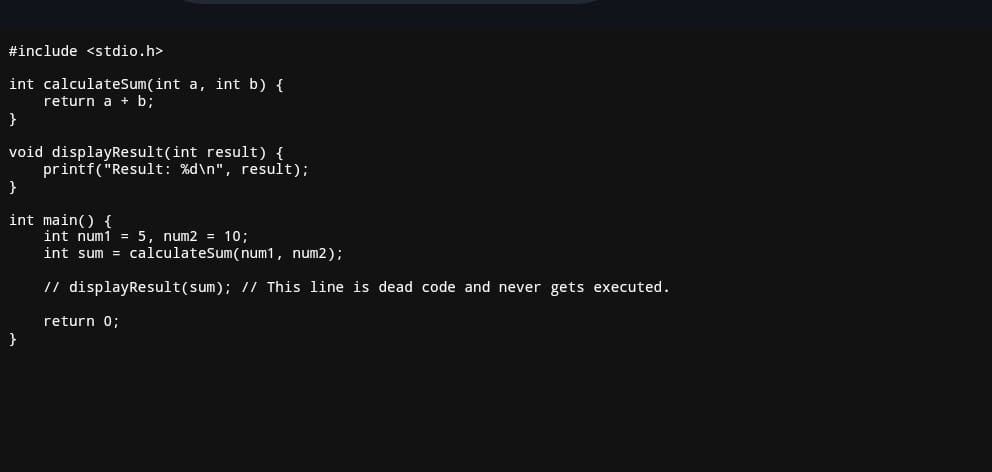 #include <stdio.h>

int calculateSum(int a, int b) {
    return a + b;
}

void displayResult(int result) {
    printf("Result: %d\n", result);
}

int main() {
    int num1 = 5, num2 = 10;
    int sum = calculateSum(num1, num2);

    // displayResult(sum); // This line is dead code and never gets executed.

    return 0;
}